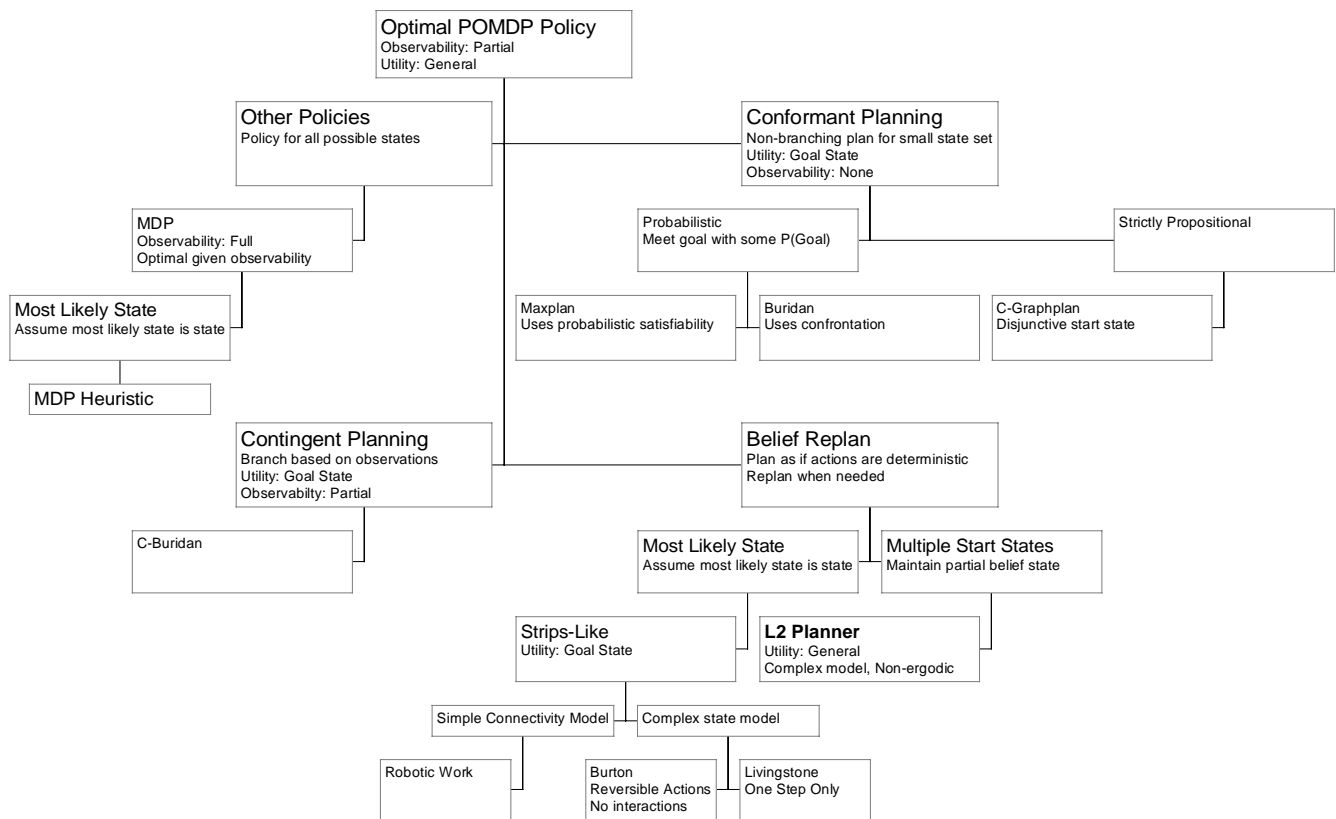 Optimal POMDP Policy
Observability: Partial
Utility: General
Other Policies
Policy for all possible states
Conformant Planning
Non-branching plan for small state set
Utility: Goal State
Observability: None
MDP
Observability: Full
Optimal given observability
Probabilistic
Meet goal with some P(Goal)
Strictly Propositional
Most Likely State
Assume most likely state is state
Maxplan
Uses probabilistic satisfiability
Buridan
Uses confrontation
C-Graphplan
Disjunctive start state
MDP Heuristic
Contingent Planning
Branch based on observations
Utility: Goal State
Observabilty: Partial
Belief Replan
Plan as if actions are deterministic
Replan when needed
C-Buridan
Most Likely State
Assume most likely state is state
Multiple Start States
Maintain partial belief state
Strips-Like
Utility: Goal State
L2 Planner
Utility: General
Complex model, Non-ergodic
Simple Connectivity Model
Complex state model
Robotic Work
Burton
Reversible Actions
No interactions
Livingstone
One Step Only